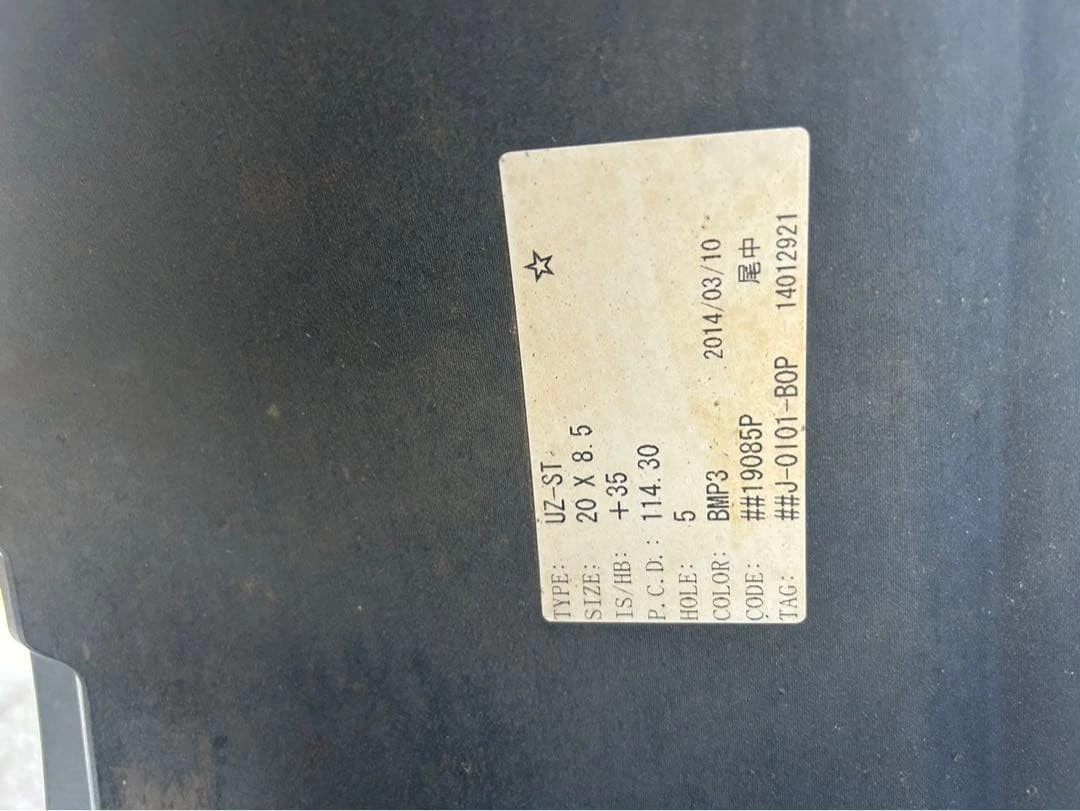 ☆
TYPE: UZ-ST
SIZE: 20 X 8.5
IS/HB: +35
P.C.D.: 114.30
HOLE: 5
COLOR: BMP3 2014/03/10
CODE: ##19085P 尾中
TAG: ##J-0101-B0P 14012921